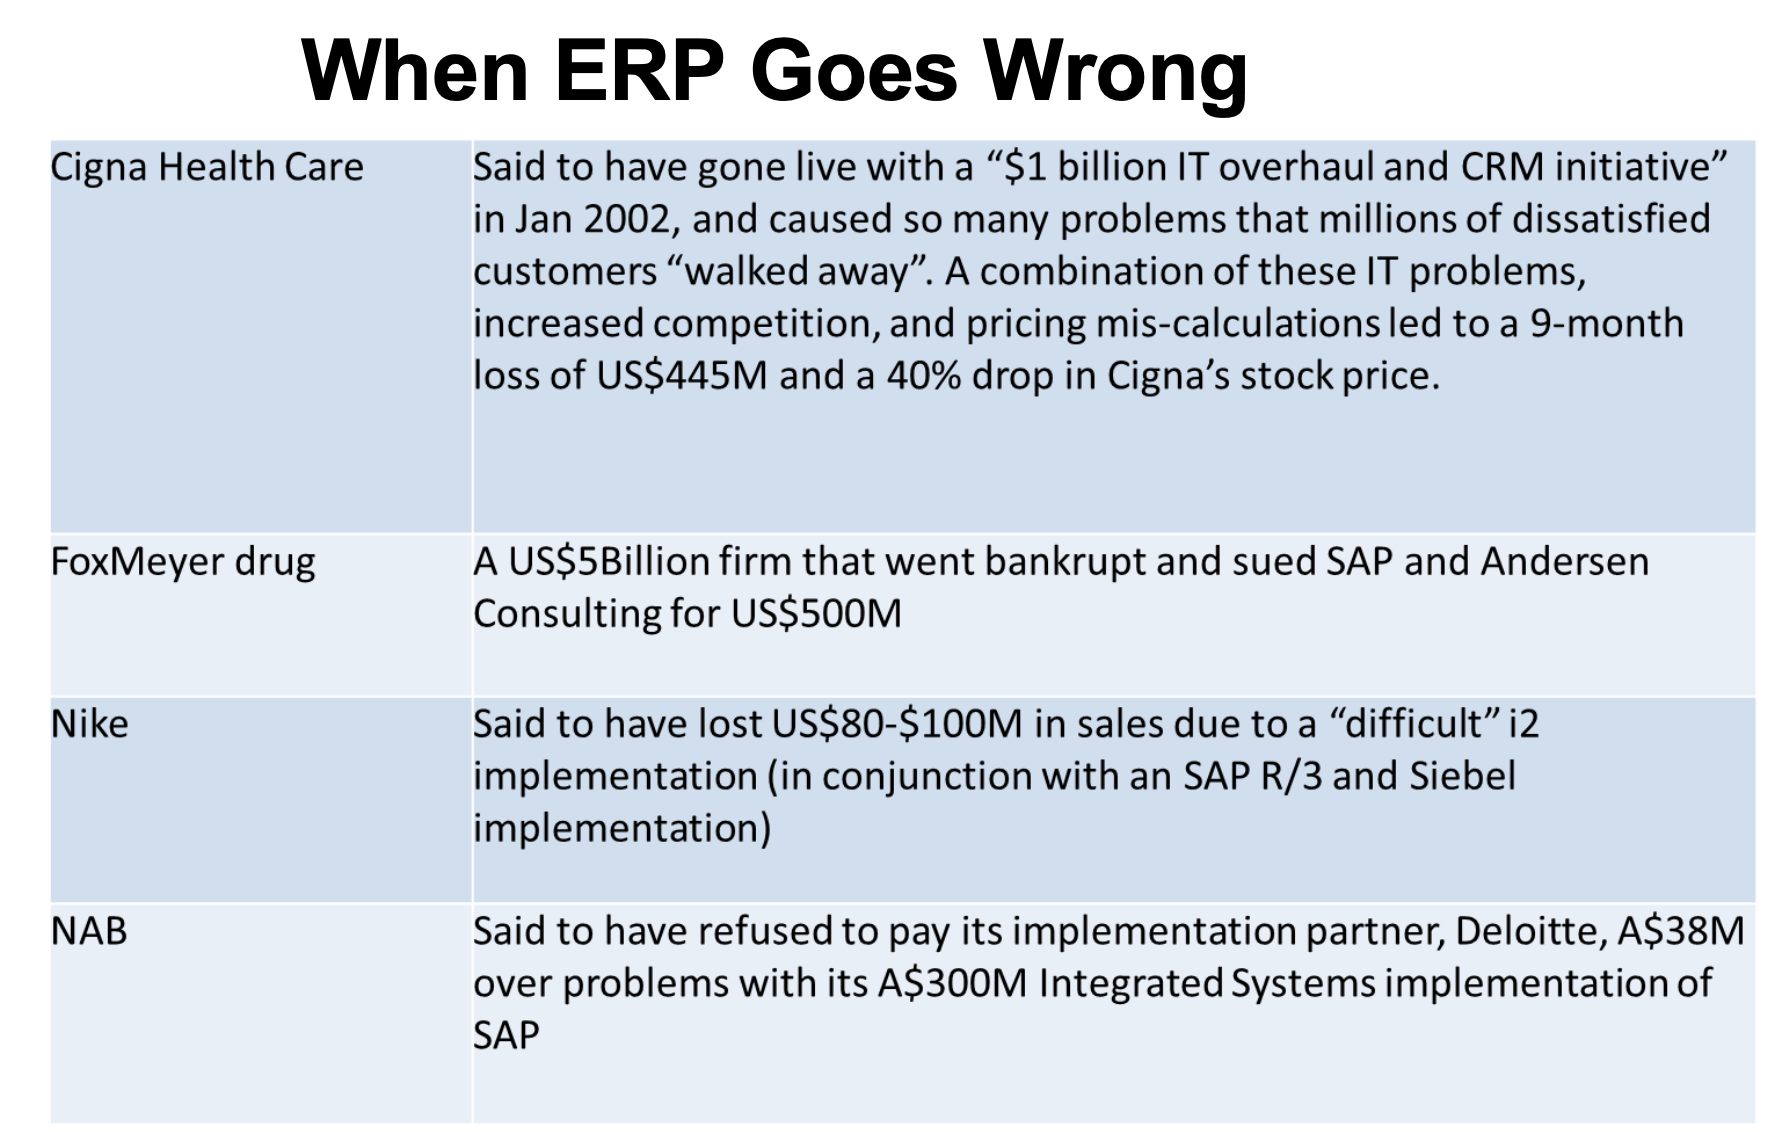 When ERP Goes Wrong
Cigna Health Care
Said to have gone live with a “$1 billion IT overhaul and CRM initiative”
in Jan 2002, and caused so many problems that millions of dissatisfied
customers “walked away”. A combination of these IT problems,
increased competition, and pricing mis-calculations led to a 9-month
loss of US$445M and a 40% drop in Cigna’s stock price.
FoxMeyer drug
A US$5Billion firm that went bankrupt and sued SAP and Andersen
Consulting for US$500M
Nike
Said to have lost US$80-$100M in sales due to a “difficult” i2
implementation (in conjunction with an SAP R/3 and Siebel
implementation)
NAB
Said to have refused to pay its implementation partner, Deloitte, A$38M
over problems with its A$300M Integrated Systems implementation of
SAP